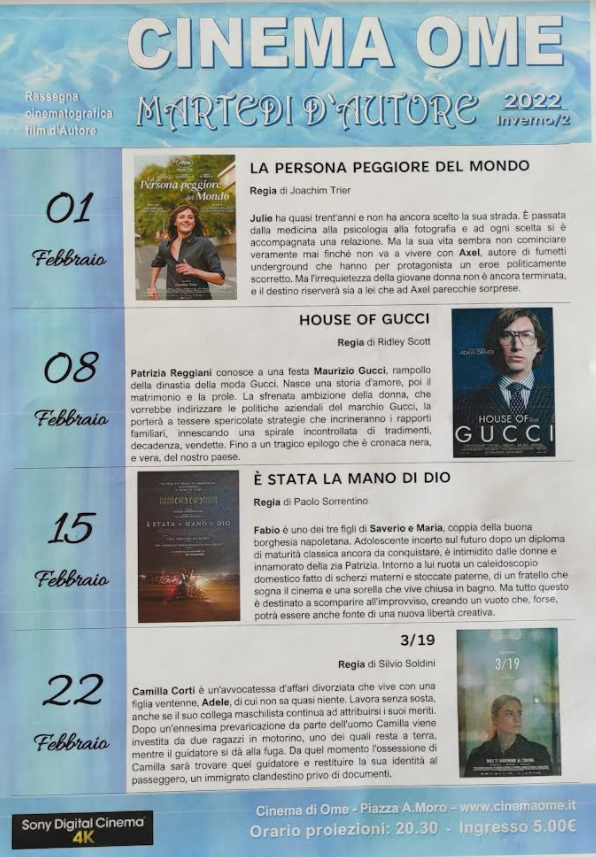 CINEMA OME
Rassegna
cinematografica
film d'Autore
MARTEDI D'AUTORE
2022
Inverno/2
01
Febbraio
La
Persona peggiore
del Mondo
LA PERSONA PEGGIORE DEL MONDO
Regia di Joachim Trier
Julie ha quasi trent'anni e non ha ancora scelto la sua strada. È passata
dalla medicina alla psicologia alla fotografia e ad ogni scelta si è
accompagnata una relazione. Ma la sua vita sembra non cominciare
veramente mai finché non va a vivere con Axel, autore di fumetti
underground che hanno per protagonista un eroe politicamente
scorretto. Ma l'irrequietezza della giovane donna non è ancora terminata,
e il destino riserverà sia a lei che ad Axel parecchie sorprese.
08
Febbraio
HOUSE OF GUCCI
Regia di Ridley Scott
Patrizia Reggiani conosce a una festa Maurizio Gucci, rampollo
della dinastia della moda Gucci. Nasce una storia d'amore, poi il
matrimonio e la prole. La sfrenata ambizione della donna, che
vorrebbe indirizzare le politiche aziendali del marchio Gucci, la
porterà a tessere spericolate strategie che incrineranno i rapporti
familiari, innescando una spirale incontrollata di tradimenti,
decadenza, vendette. Fino a un tragico epilogo che è cronaca nera,
e vera, del nostro paese.
ADAM DRIVER
HOUSE OF
GUCCI
15
Febbraio
È STATA LA MANO DI DIO
È STATA LA MANO DI DIO
Regia di Paolo Sorrentino
Fabio è uno dei tre figli di Saverio e Maria, coppia della buona
borghesia napoletana. Adolescente incerto sul futuro dopo un diploma
di maturità classica ancora da conquistare, è intimidito dalle donne e
innamorato della zia Patrizia. Intorno a lui ruota un caleidoscopio
domestico fatto di scherzi materni e stoccate paterne, di un fratello che
sogna il cinema e una sorella che vive chiusa in bagno. Ma tutto questo
è destinato a scomparire all'improvviso, creando un vuoto che, forse,
potrà essere anche fonte di una nuova libertà creativa.
22
Febbraio
3/19
Regia di Silvio Soldini
Camilla Corti è un'avvocatessa d'affari divorziata che vive con una
figlia ventenne, Adele, di cui non sa quasi niente. Lavora senza sosta,
anche se il suo collega maschilista continua ad attribuirsi i suoi meriti.
Dopo un'ennesima prevaricazione da parte dell'uomo Camilla viene
investita da due ragazzi in motorino, uno dei quali resta a terra,
mentre il guidatore si dà alla fuga. Da quel momento l'ossessione di
Camilla sarà trovare quel guidatore e restituire la sua identità al
passeggero, un immigrato clandestino privo di documenti.
3/19
Sony Digital Cinema
4K
Cinema di Ome - Piazza A.Moro – www.cinemaome.it
Orario proiezioni: 20.30 - Ingresso 5.00€